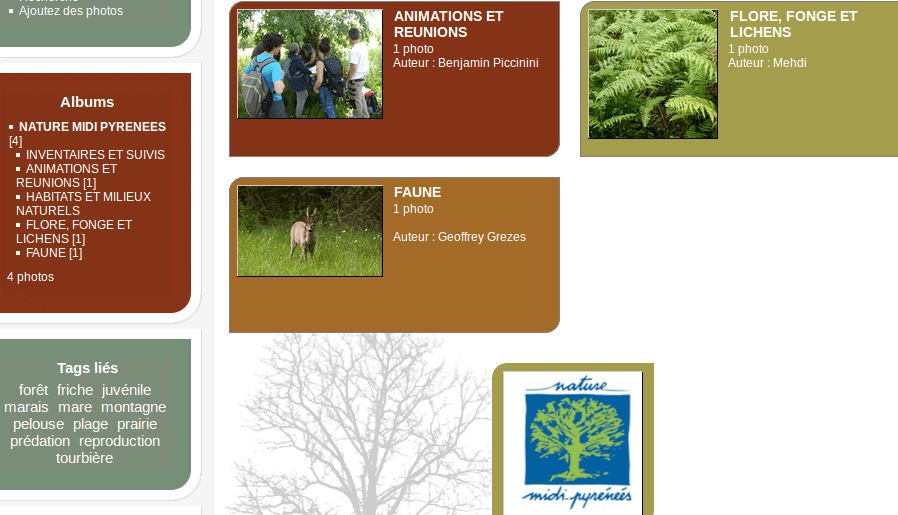 Ajoutez des photos
Albums
NATURE MIDI PYRENEES
[4]
INVENTAIRES ET SUIVIS
ANIMATIONS ET
REUNIONS [1]
HABITATS ET MILIEUX
NATURELS
FLORE, FONGE ET
LICHENS [1]
FAUNE [1]
4 photos
Tags liés
forêt friche juvénile
marais mare montagne
pelouse plage prairie
prédation reproduction
tourbière
ANIMATIONS ET
REUNIONS
1 photo
Auteur : Benjamin Piccinini
FLORE, FONGE ET
LICHENS
1 photo
Auteur : Mehdi
FAUNE
1 photo
Auteur : Geoffrey Grezes
nature
midi-pyrénées